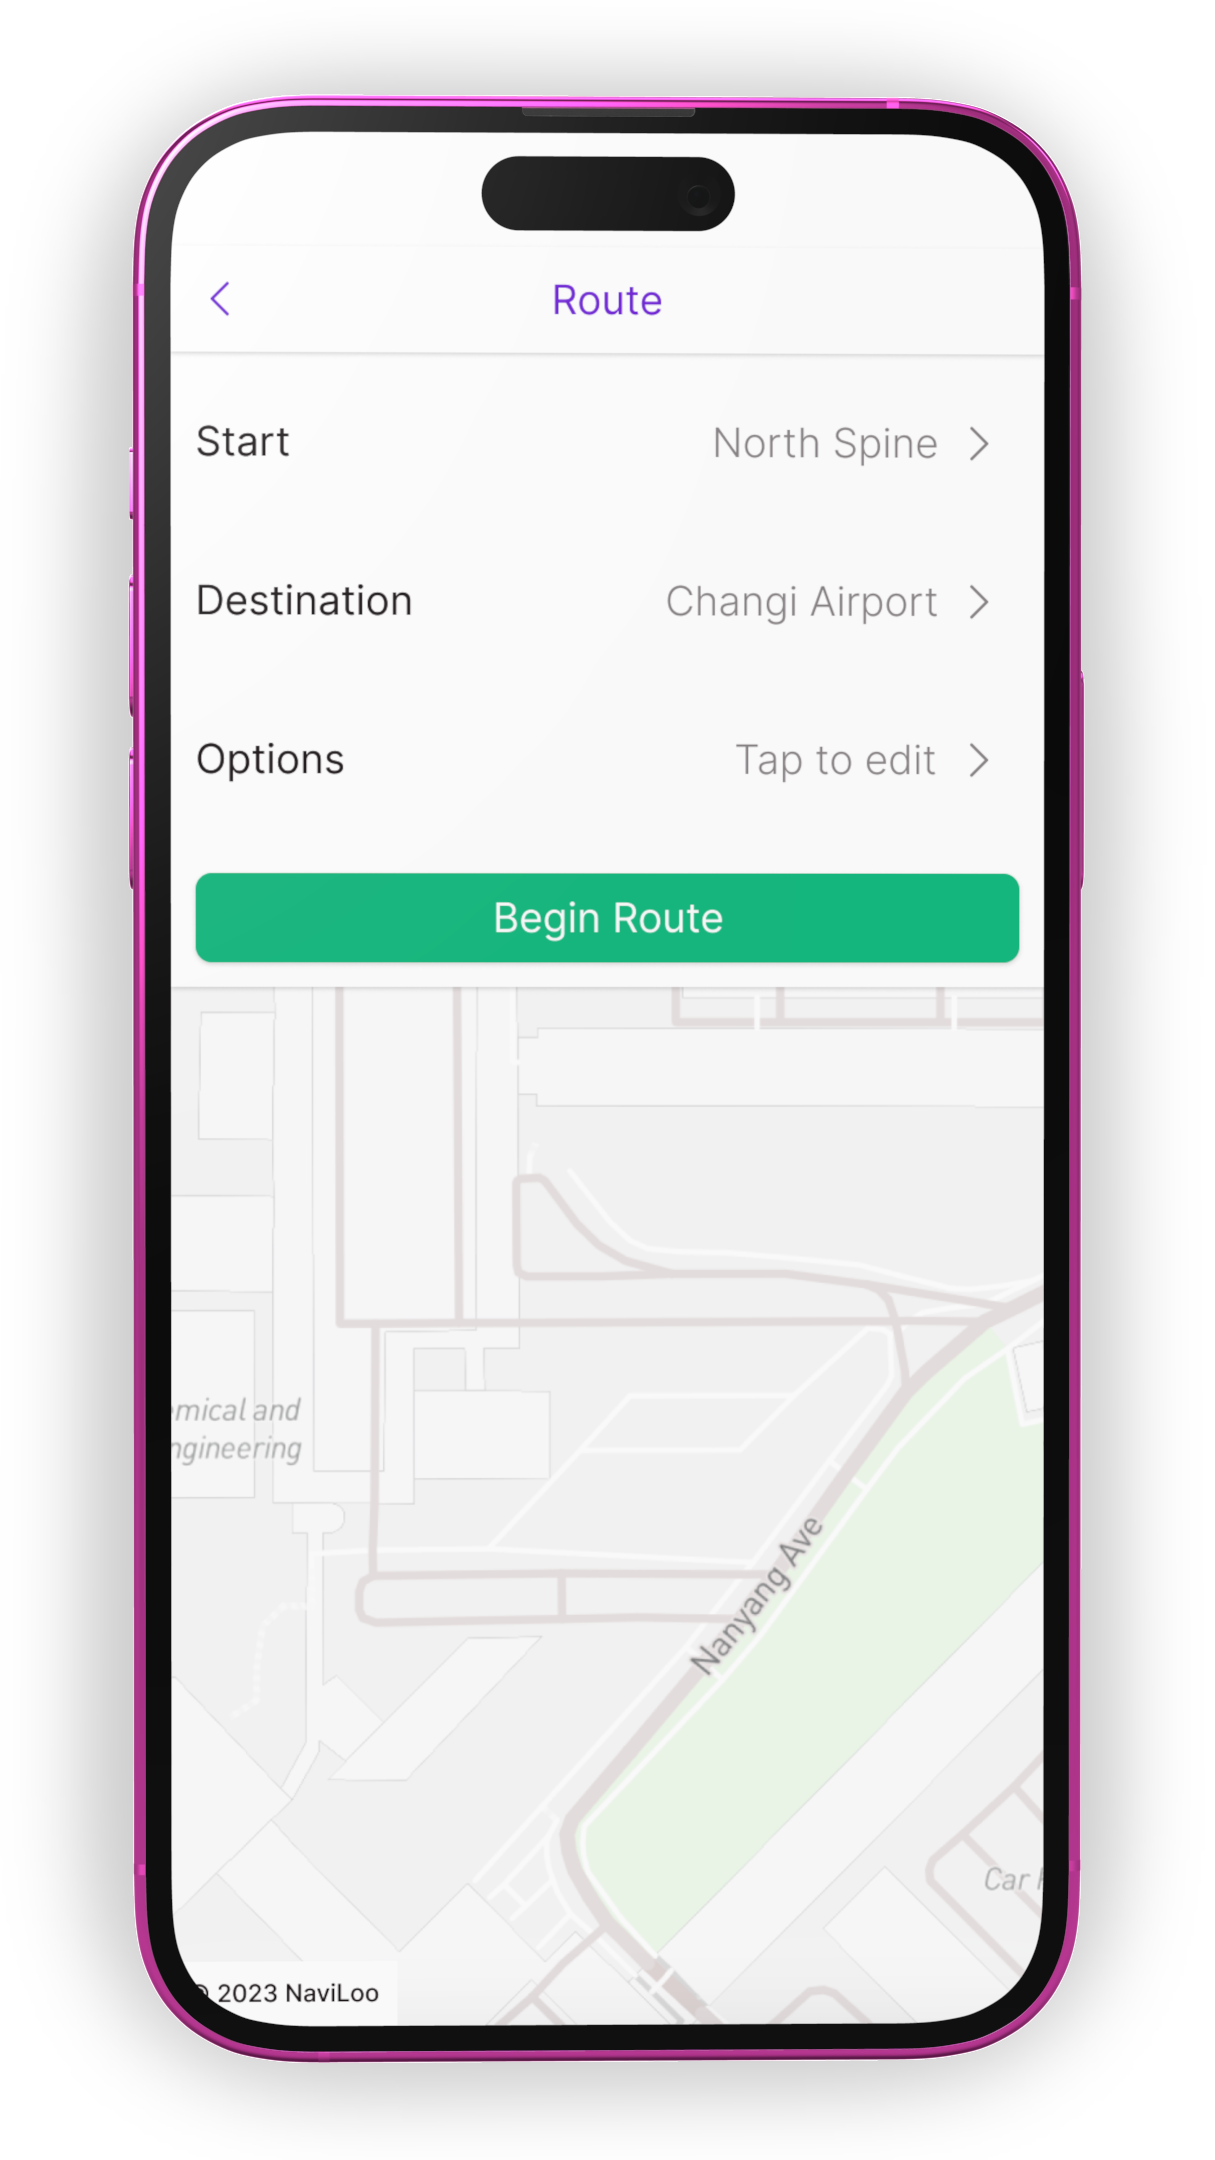 Route
Start
North Spine
Destination
Changi Airport
Options
Tap to edit
Begin Route
emical and
ngineering
Nanyang Ave
Car
2023 NaviLoo